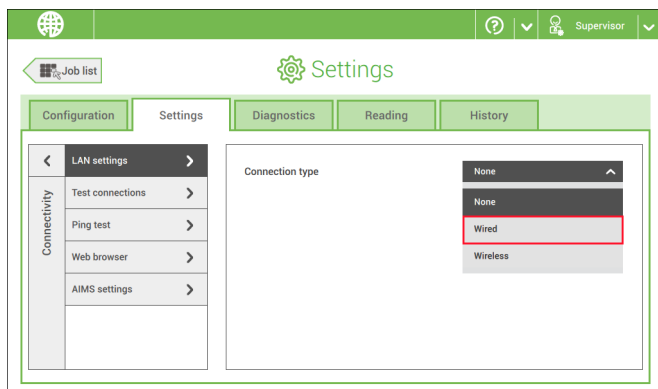 Supervisor
Job list
Settings
Configuration
Settings
Diagnostics
Reading
History
Connectivity
LAN settings
Test connections
Ping test
Web browser
AIMS settings
Connection type
None
None
Wired
Wireless